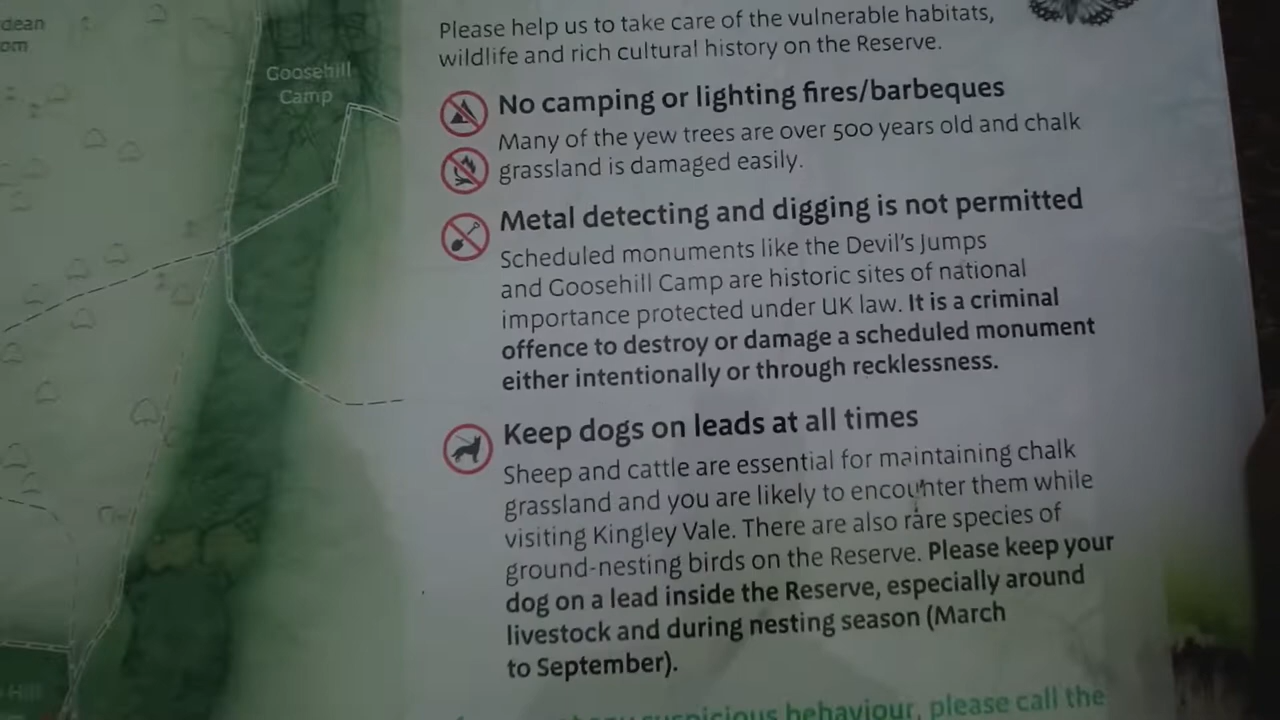 dean
om
Goosehill
Camp
Hill
Please help us to take care of the vulnerable habitats,
wildlife and rich cultural history on the Reserve.
No camping or lighting fires/barbeques
Many of the yew trees are over 500 years old and chalk
grassland is damaged easily.
Metal detecting and digging is not permitted
Scheduled monuments like the Devil's Jumps
and Goosehill Camp are historic sites of national
importance protected under UK law. It is a criminal
offence to destroy or damage a scheduled monument
either intentionally or through recklessness.
Keep dogs on leads at all times
Sheep and cattle are essential for maintaining chalk
grassland and you are likely to encounter them while
visiting Kingley Vale. There are also rare species of
ground-nesting birds on the Reserve. Please keep your
dog on a lead inside the Reserve, especially around
livestock and during nesting season (March
to September).
suspicious behaviour, please call the